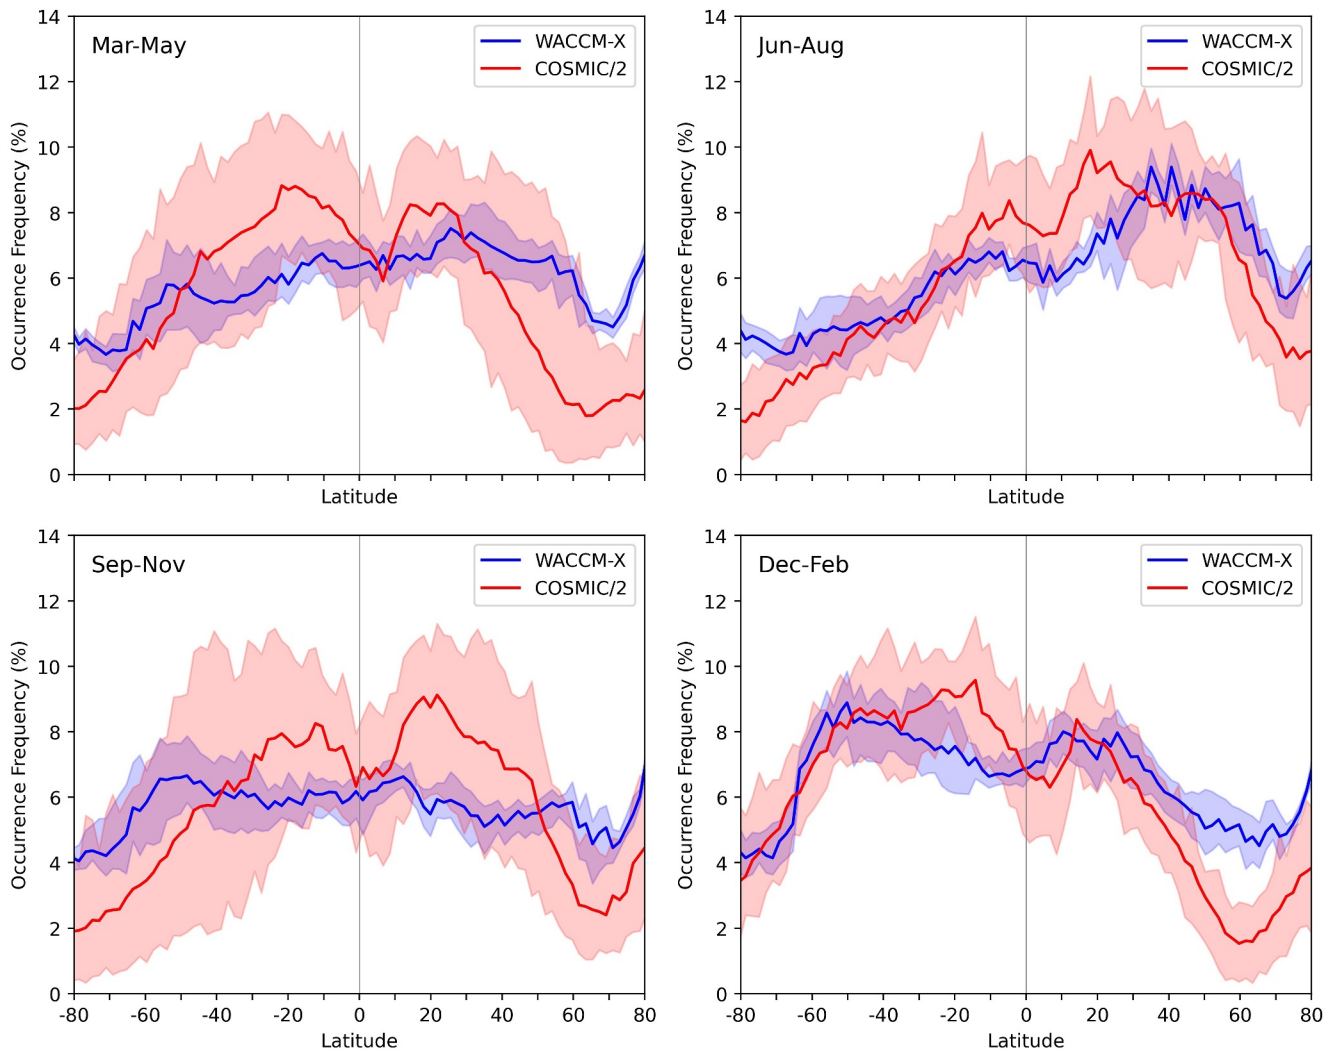 Mar-May
WACCM-X
COSMIC/2
14
12
10
8
6
4
2
0
Occurrence Frequency (%)
Latitude
Jun-Aug
WACCM-X
COSMIC/2
14
12
10
8
6
4
2
0
Occurrence Frequency (%)
Latitude
Sep-Nov
WACCM-X
COSMIC/2
14
12
10
8
6
4
2
0
Occurrence Frequency (%)
-80 -60 -40 -20 0 20 40 60 80
Latitude
Dec-Feb
WACCM-X
COSMIC/2
14
12
10
8
6
4
2
0
Occurrence Frequency (%)
-80 -60 -40 -20 0 20 40 60 80
Latitude